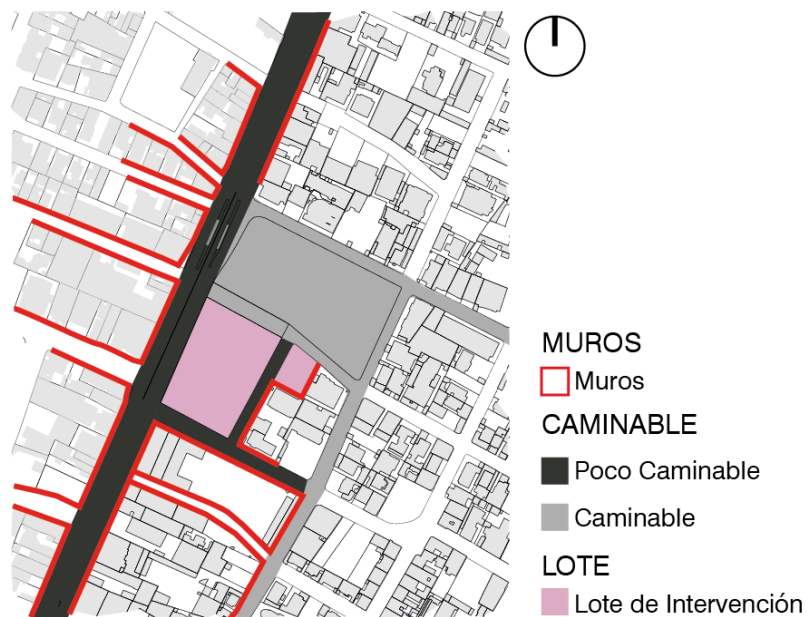 MUROS
Muros
CAMINABLE
Poco Caminable
Caminable
LOTE
Lote de Intervención